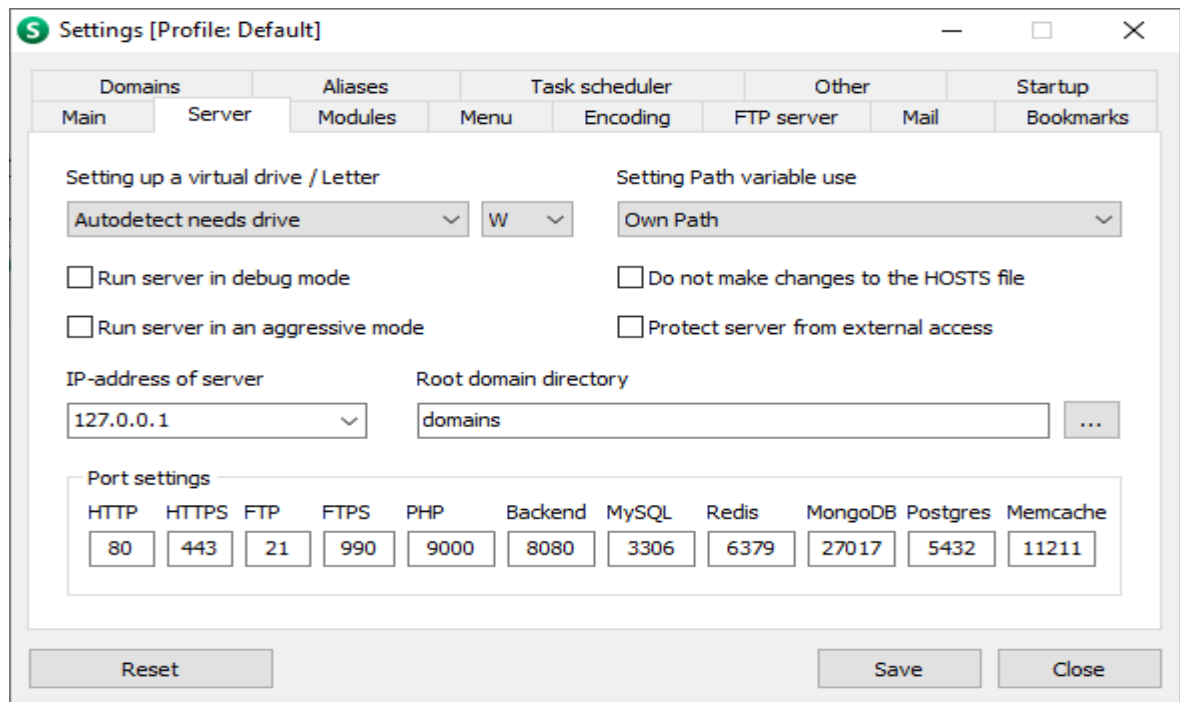 S Settings [Profile: Default]
Domains Aliases Task scheduler Other Startup
Main Server Modules Menu Encoding FTP server Mail Bookmarks
Setting up a virtual drive / Letter Setting Path variable use
Autodetect needs drive W Own Path
Run server in debug mode Do not make changes to the HOSTS file
Run server in an aggressive mode Protect server from external access
IP-address of server Root domain directory
127.0.0.1 domains ...
Port settings
HTTP HTTPS FTP FTPS PHP Backend MySQL Redis MongoDB Postgres Memcache
80 443 21 990 9000 8080 3306 6379 27017 5432 11211
Reset Save Close